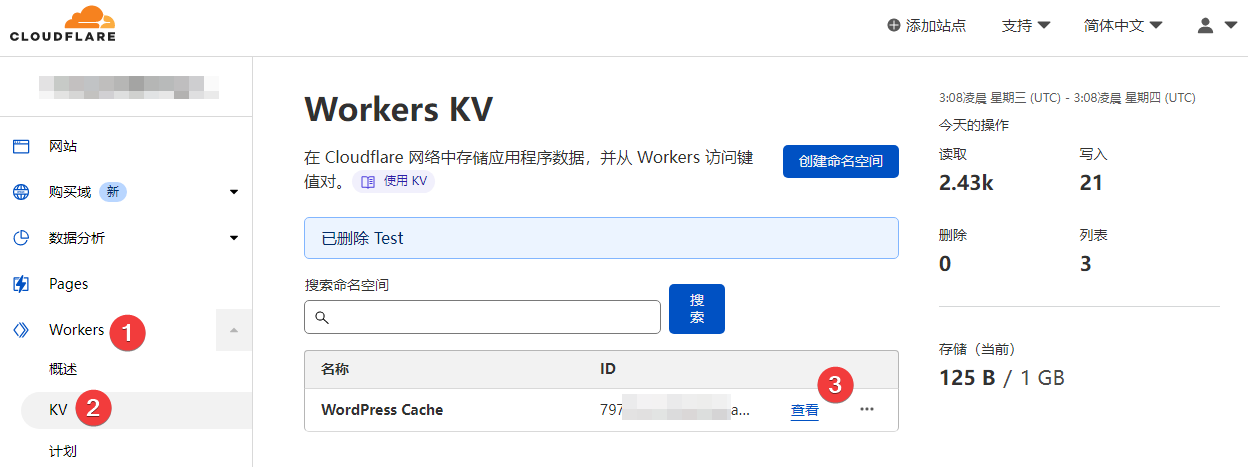 CLOUDFLARE
添加站点
支持
简体中文
网站
购买域 新
数据分析
Pages
Workers 1
概述
KV 2
计划
Workers KV
在 Cloudflare 网络中存储应用程序数据，并从 Workers 访问键
值对。 使用 KV
创建命名空间
已删除 Test
搜索命名空间
搜
索
名称 ID
3
WordPress Cache 797 a... 查看 ...
3:08凌晨 星期三 (UTC) - 3:08凌晨 星期四 (UTC)
今天的操作
读取 写入
2.43k 21
删除 列表
0 3
存储（当前）
125 B / 1 GB